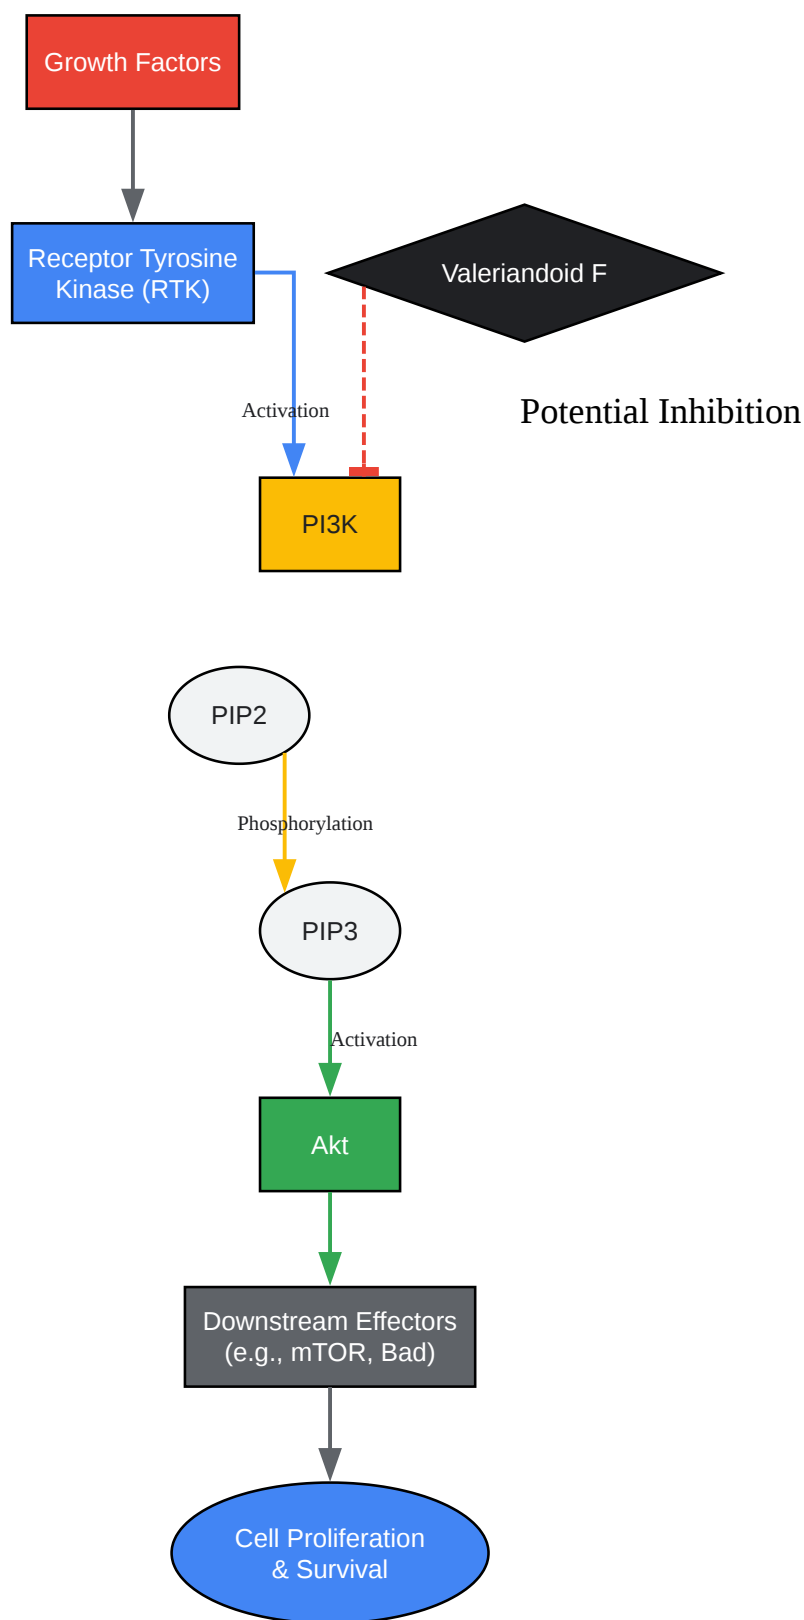 Growth Factors
Receptor Tyrosine
Kinase (RTK)
Valeriandoid F
Activation
Potential Inhibition
PI3K
PIP2
Phosphorylation
PIP3
Activation
Akt
Downstream Effectors
(e.g., mTOR, Bad)
Cell Proliferation
& Survival